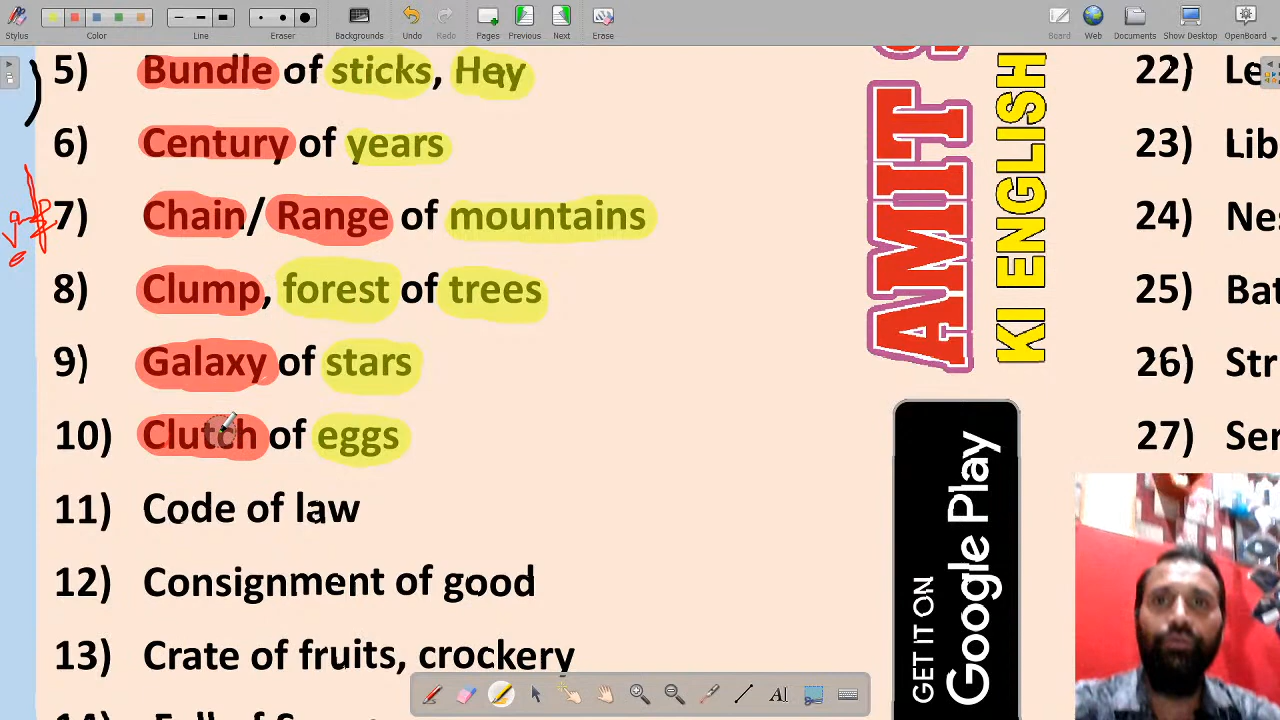 Stylus
Color
Line
Eraser
Backgrounds
Undo
Redo
Pages
Previous
Next
Erase
Board
Web
Documents
Show Desktop
OpenBoard
5) Bundle of sticks, Hey
6) Century of years
7) Chain/ Range of mountains
8) Clump, forest of trees
9) Galaxy of stars
10) Clutch of eggs
11) Code of law
12) Consignment of good
13) Crate of fruits, crockery
AMIT
KI ENGLISH
GET IT ON
Google Play
22) Le
23) Lib
24) Nes
25) Bat
26) Str
27) Ser